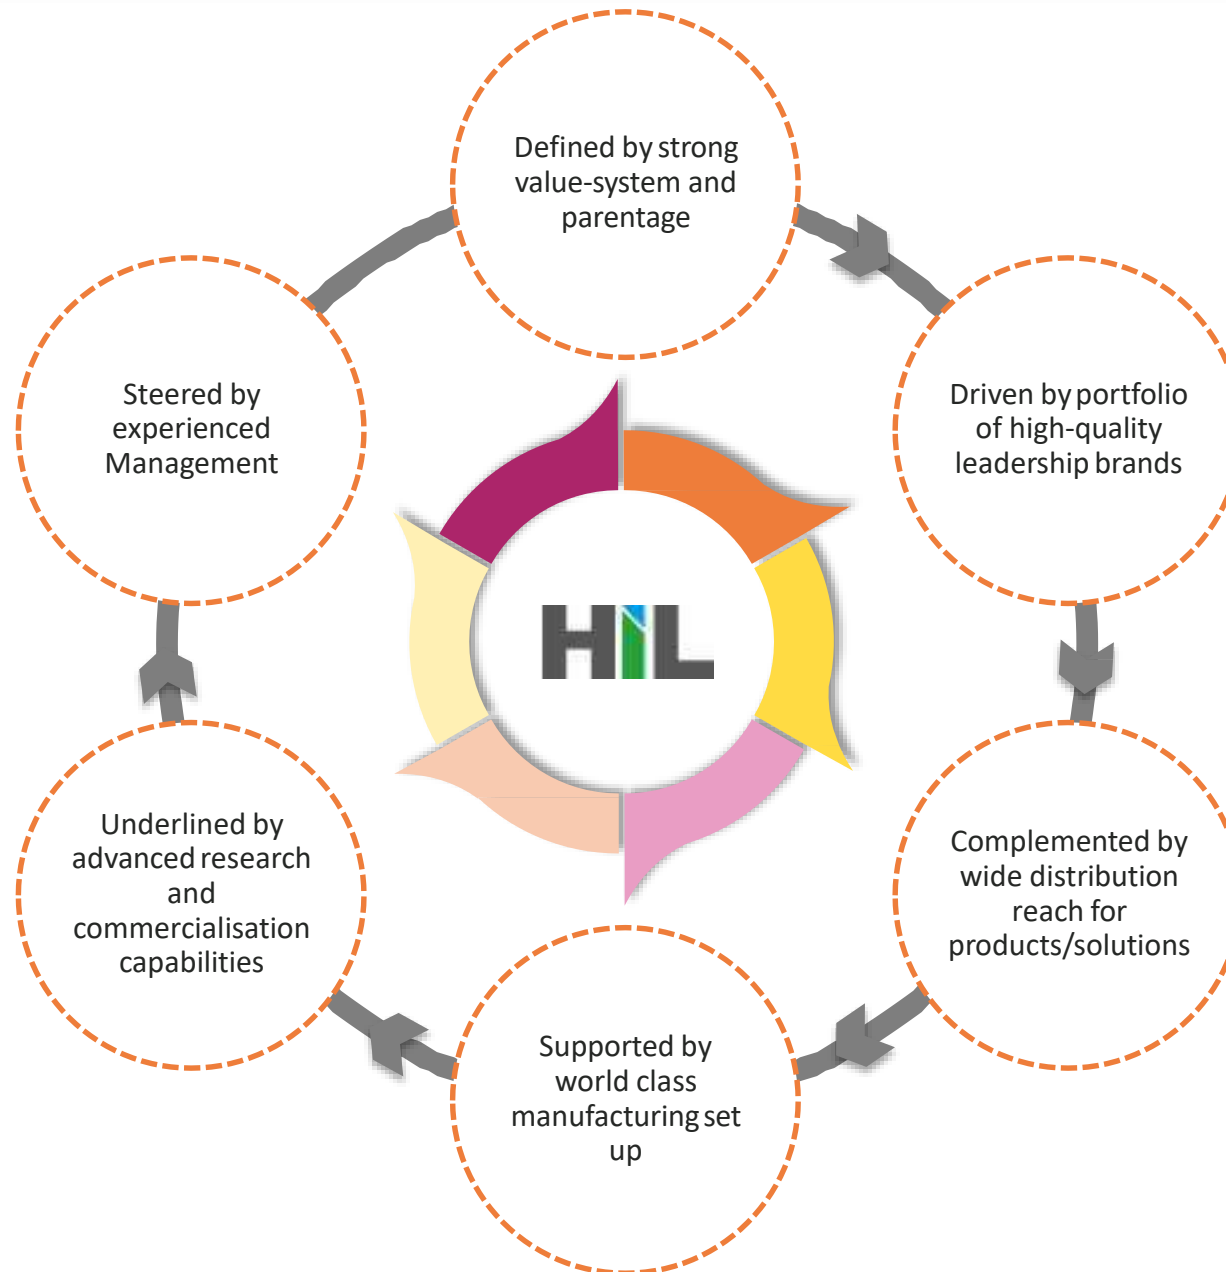 Defined by strong
value-system and
parentage
Driven by portfolio
of high-quality
leadership brands
Complemented by
wide distribution
reach for
products/solutions
Supported by
world class
manufacturing set
up
Underlined by
advanced research
and
commercialisation
capabilities
Steered by
experienced
Management
HIL